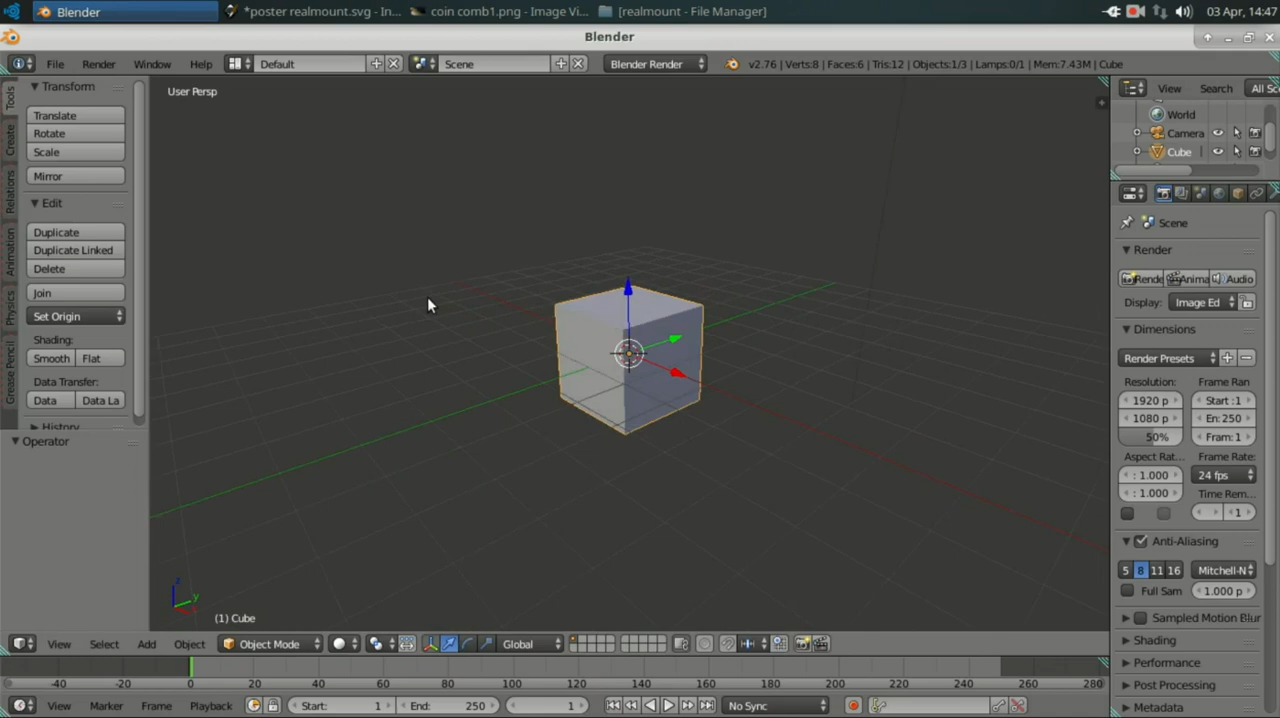 Blender
*poster realmount.svg - In...
coin comb1.png - Image Vi...
[realmount - File Manager]
03 Apr, 14:47
Blender
File
Render
Window
Help
Default
Scene
Blender Render
v2.76 | Verts:8 | Faces:6 | Tris:12 | Objects:1/3 | Lamps:0/1 | Mem:7.43M | Cube
Tools
Create
Relations
Animation
Physics
Grease Pencil
Transform
Translate
Rotate
Scale
Mirror
Edit
Duplicate
Duplicate Linked
Delete
Join
Set Origin
Shading:
Smooth
Flat
Data Transfer:
Data
Data La
History
Operator
User Persp
z
y
(1) Cube
View
Select
Add
Object
Object Mode
Global
-40 -20 0 20 40 60 80 100 120 140 160 180 200 220 240 260 280
View
Marker
Frame
Playback
Start: 1
End: 250
1
No Sync
View
Search
All Sc
World
Camera
Cube
Scene
Render
Rende
Anima
Audio
Display:
Image Ed
Dimensions
Render Presets
Resolution:
Frame Ran
1920 p
Start :1
1080 p
En: 250
50%
Fram: 1
Aspect Rat...
Frame Rate:
: 1.000
24 fps
: 1.000
Time Rem...
1
Anti-Aliasing
5 8 11 16
Mitchell-N
Full Sam
1.000 p
Sampled Motion Blur
Shading
Performance
Post Processing
Metadata